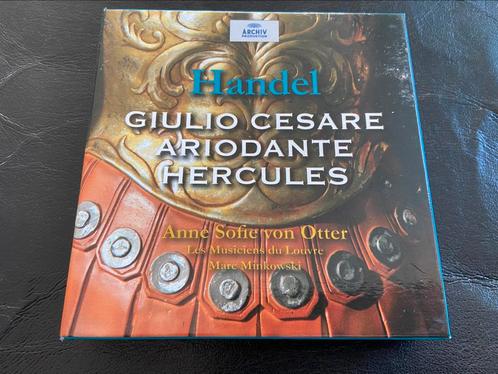 ARCHIV
PRODUKTION
Handel
GIULIO CESARE
ARIODANTE
HERCULES
Anne Sofie von Otter
Les Musiciens du Louvre
Marc Minkowski